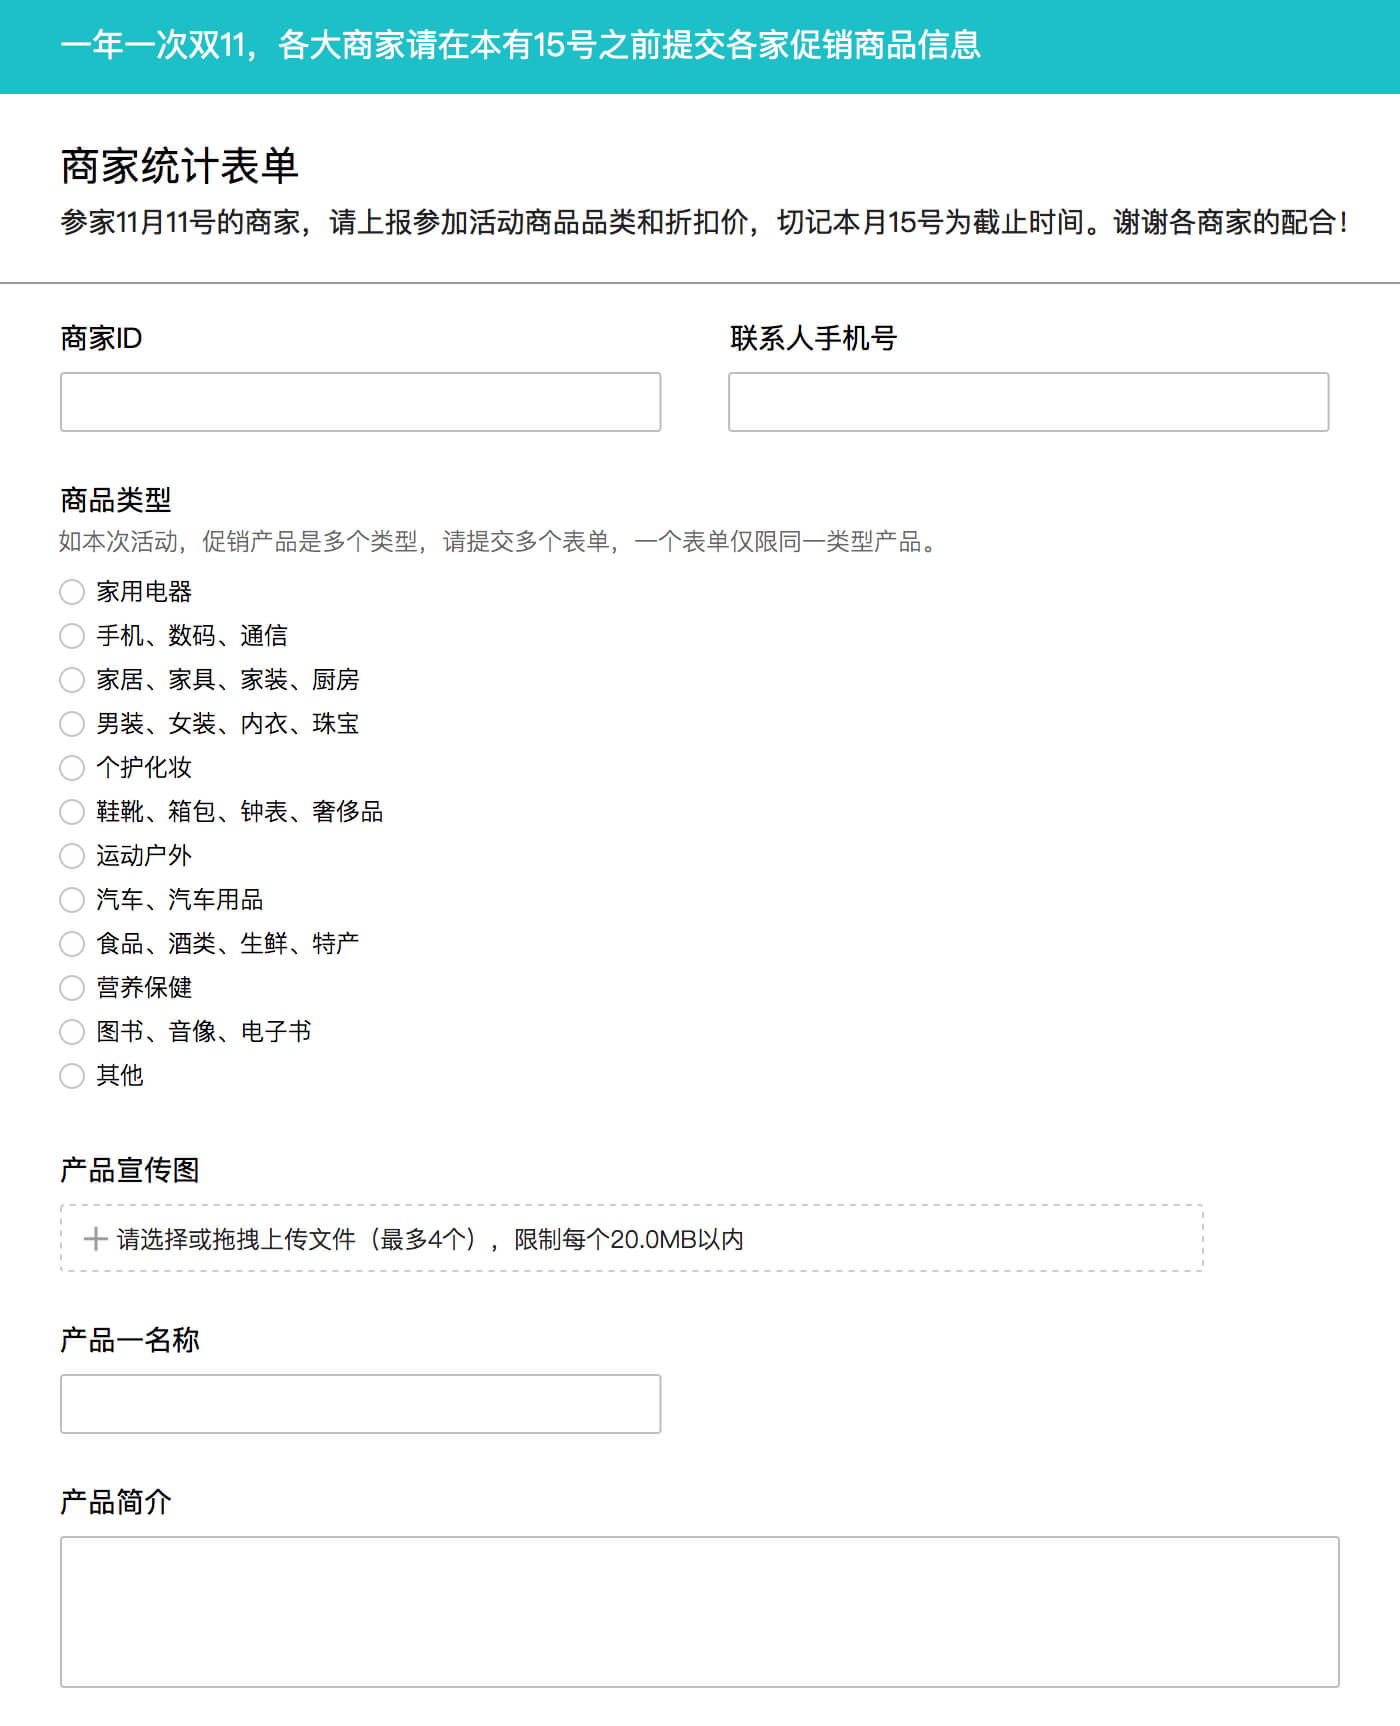 一年一次双11，各大商家请在本有15号之前提交各家促销商品信息
商家统计表单
参家11月11号的商家，请上报参加活动商品品类和折扣价，切记本月15号为截止时间。谢谢各商家的配合！
商家ID
联系人手机号
商品类型
如本次活动，促销产品是多个类型，请提交多个表单，一个表单仅限同一类型产品。
家用电器
手机、数码、通信
家居、家具、家装、厨房
男装、女装、内衣、珠宝
个护化妆
鞋靴、箱包、钟表、奢侈品
运动户外
汽车、汽车用品
食品、酒类、生鲜、特产
营养保健
图书、音像、电子书
其他
产品宣传图
请选择或拖拽上传文件（最多4个），限制每个20.0MB以内
产品一名称
产品简介